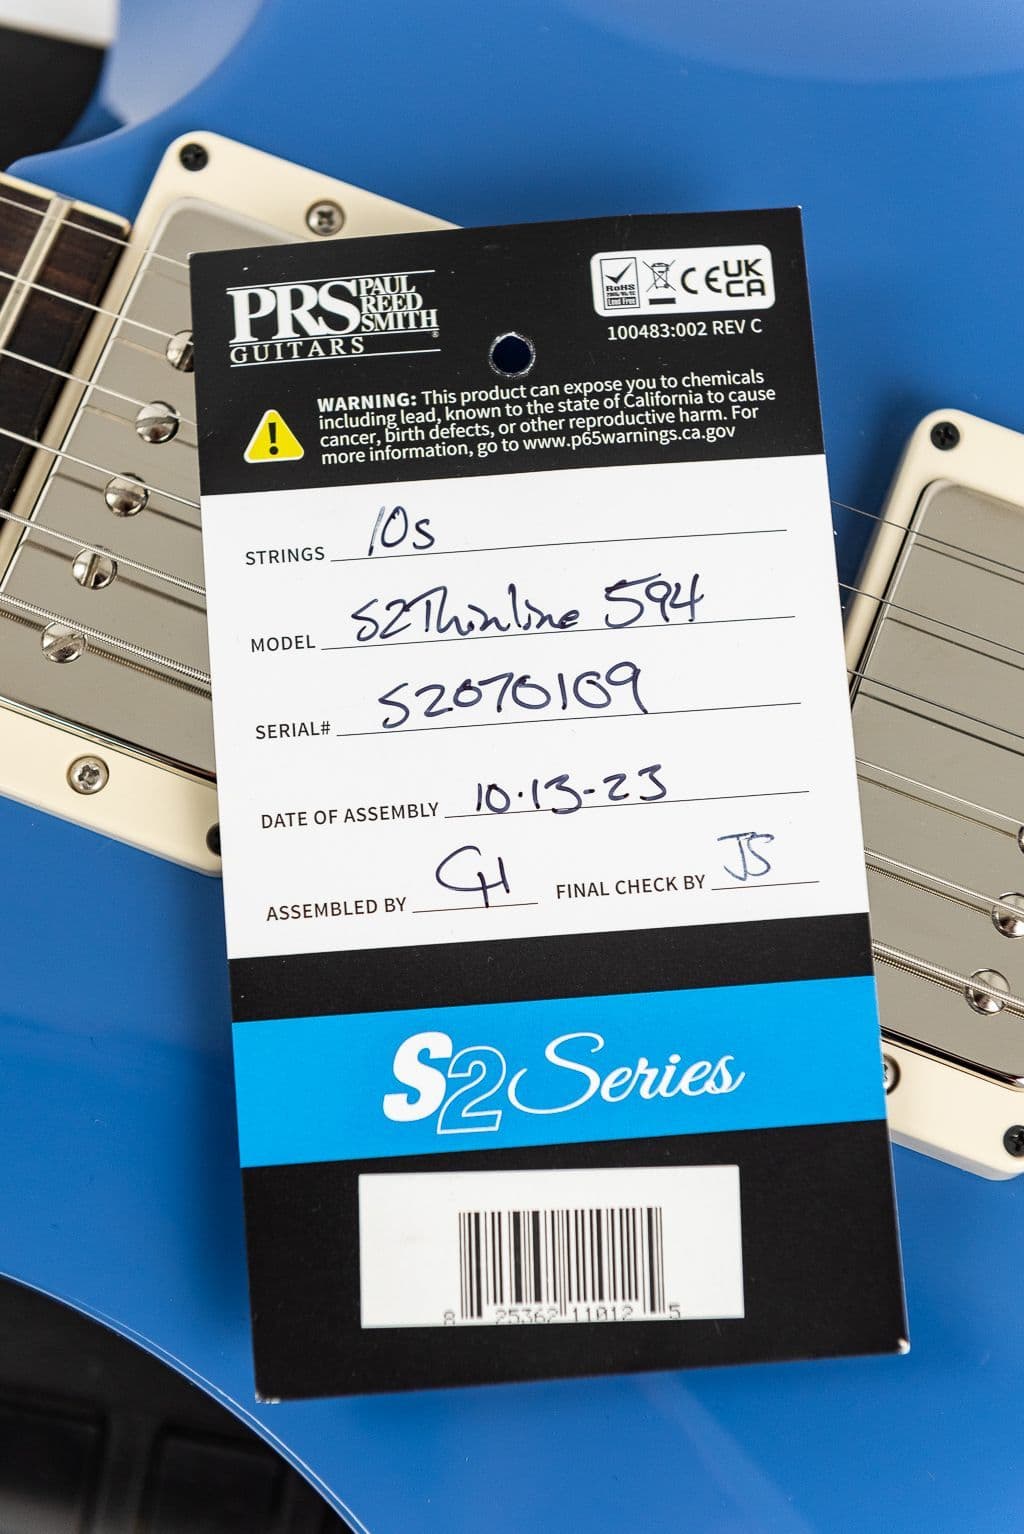 PRS PAUL REED SMITH
GUITARS
RoHS
Lead Free
CE UK CA
100483:002 REV C
WARNING: This product can expose you to chemicals
including lead, known to the state of California to cause
cancer, birth defects, or other reproductive harm. For
more information, go to www.p65warnings.ca.gov
STRINGS 10s
MODEL S2 Thinline 594
SERIAL# S2070109
DATE OF ASSEMBLY 10·13-23
ASSEMBLED BY CH FINAL CHECK BY JS
S2 Series
8 25362 11012 5